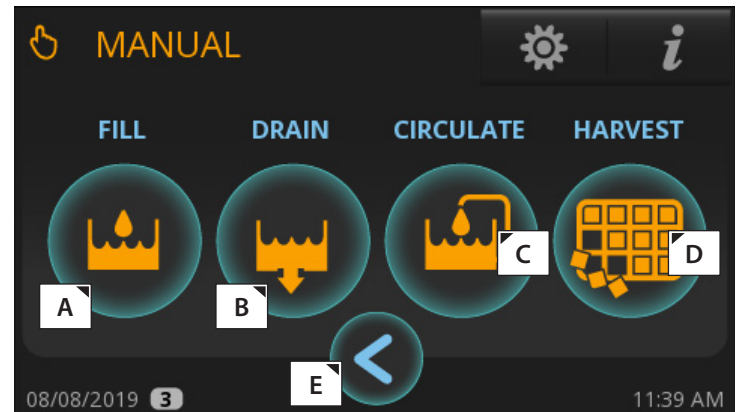 MANUAL i
FILL DRAIN CIRCULATE HARVEST
A B C D
E <
08/08/2019 3 11:39 AM